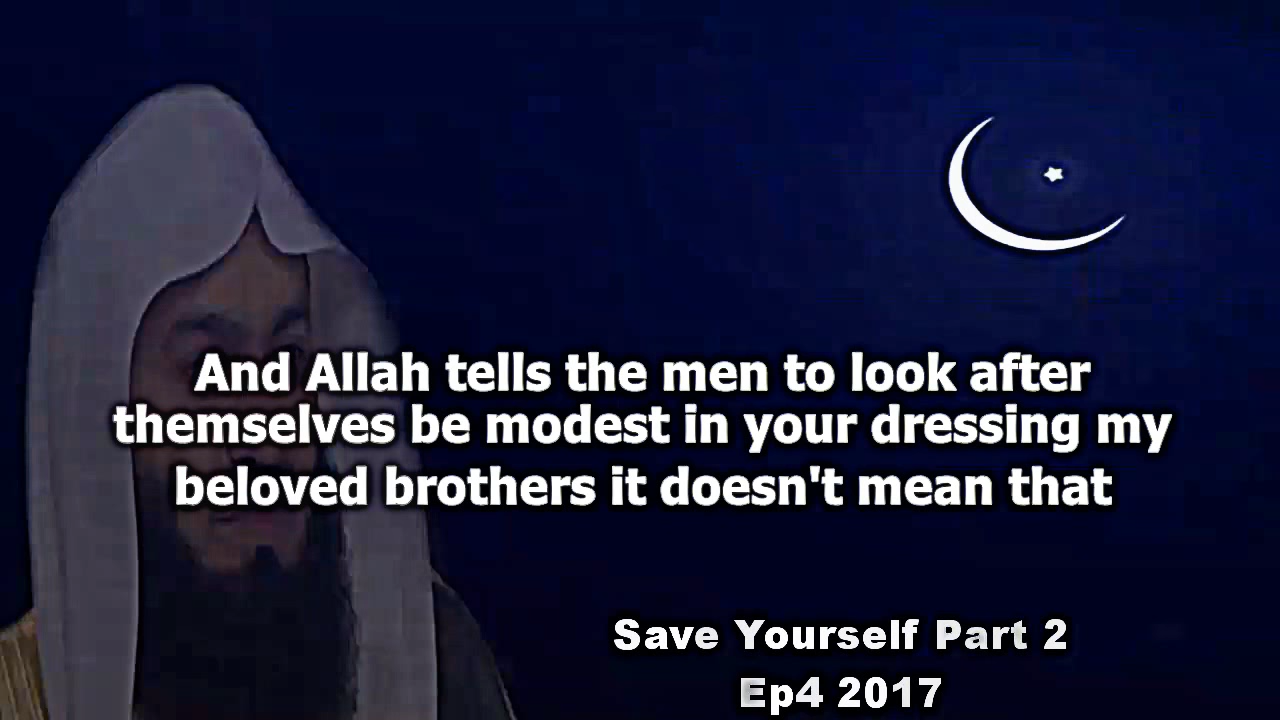 And Allah tells the men to look after
themselves be modest in your dressing my
beloved brothers it doesn't mean that
Save Yourself Part 2
Ep4 2017